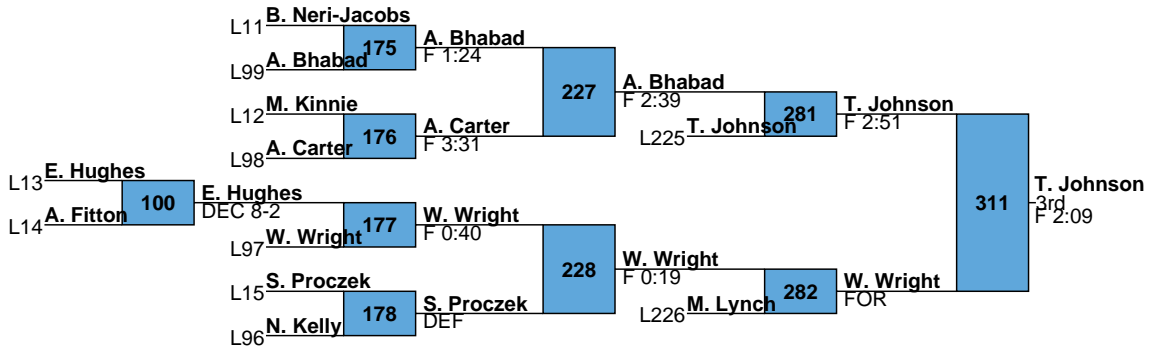 B. Neri-Jacobs
L11
175
A. Bhabad
F 1:24
A. Bhabad
L99
227
A. Bhabad
F 2:39
M. Kinnie
L12
176
A. Carter
F 3:31
A. Carter
L98
281
T. Johnson
F 2:51
T. Johnson
L225
E. Hughes
L13
100
E. Hughes
DEC 8-2
A. Fitton
L14
177
W. Wright
F 0:40
W. Wright
L97
228
W. Wright
F 0:19
S. Proczek
L15
178
S. Proczek
DEF
N. Kelly
L96
282
W. Wright
FOR
M. Lynch
L226
311
T. Johnson
3rd
F 2:09